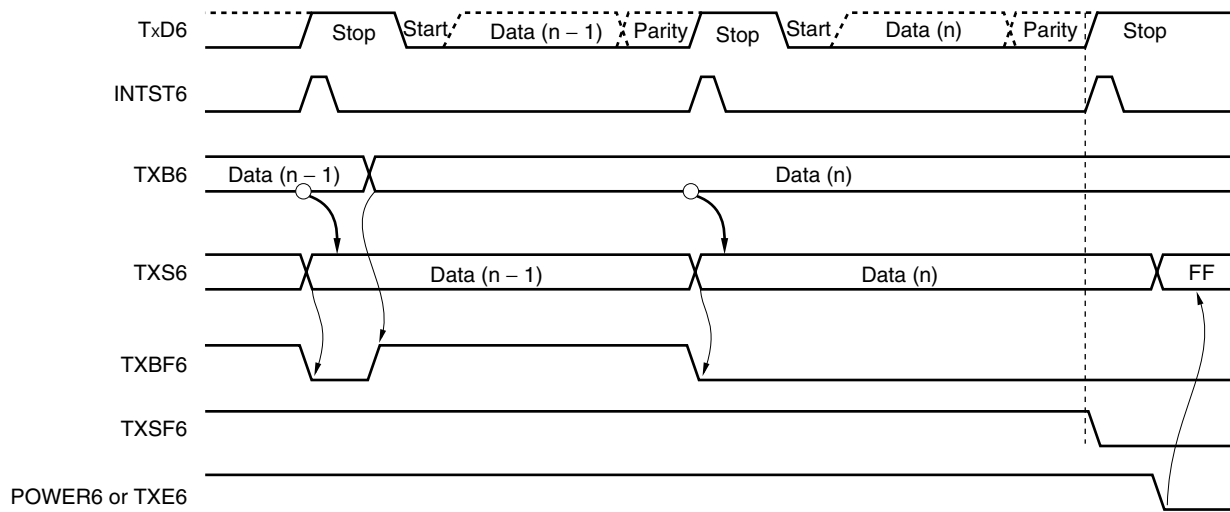 TxD6 Stop Start Data (n − 1) Parity Stop Start Data (n) Parity Stop
INTST6
TXB6 Data (n − 1) Data (n)
TXS6 Data (n − 1) Data (n) FF
TXBF6
TXSF6
POWER6 or TXE6